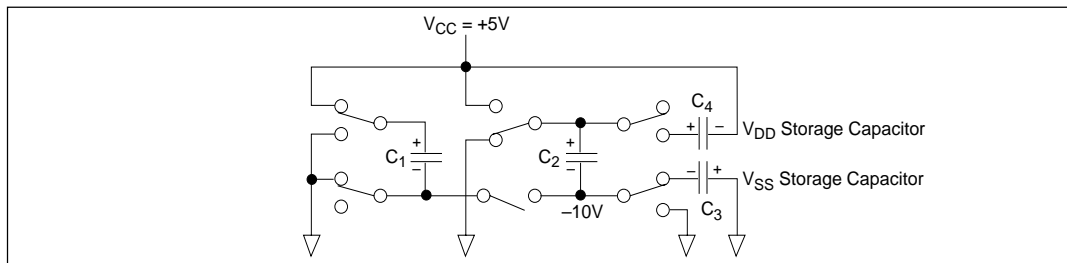 V_CC = +5V
C_4
+ −
V_DD Storage Capacitor
+
C_1
−
+
C_2
−
− +
V_SS Storage Capacitor
C_3
−10V